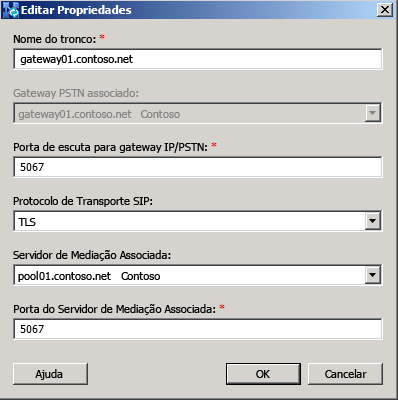 Editar Propriedades
Nome do tronco: *
gateway01.contoso.net
Gateway PSTN associado:
gateway01.contoso.net Contoso
Porta de escuta para gateway IP/PSTN: *
5067
Protocolo de Transporte SIP:
TLS
Servidor de Mediação Associada:
pool01.contoso.net Contoso
Porta do Servidor de Mediação Associada: *
5067
Ajuda OK Cancelar